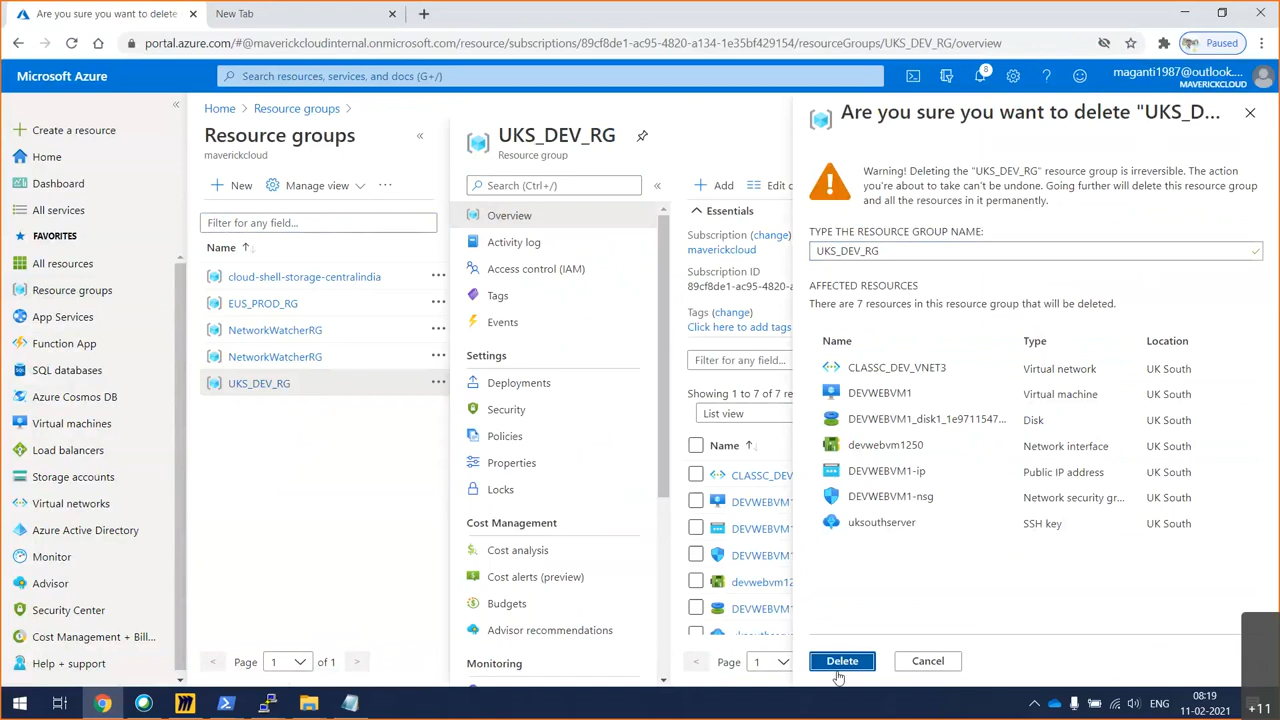 Are you sure you want to delete "
New Tab
portal.azure.com/#@maverickcloudinternal.onmicrosoft.com/resource/subscriptions/89cf8de1-ac95-4820-a134-1e35bf429154/resourceGroups/UKS_DEV_RG/overview
Paused
Microsoft Azure
Search resources, services, and docs (G+/)
8
maganti1987@outlook....
MAVERICKCLOUD
Create a resource
Home
Dashboard
All services
FAVORITES
All resources
Resource groups
App Services
Function App
SQL databases
Azure Cosmos DB
Virtual machines
Load balancers
Storage accounts
Virtual networks
Azure Active Directory
Monitor
Advisor
Security Center
Cost Management + Bill...
Help + support
Home > Resource groups >
Resource groups
maverickcloud
New
Manage view
Filter for any field...
Name
cloud-shell-storage-centralindia
EUS_PROD_RG
NetworkWatcherRG
NetworkWatcherRG
UKS_DEV_RG
< Page 1 of 1 >
UKS_DEV_RG
Resource group
Search (Ctrl+/)
Overview
Activity log
Access control (IAM)
Tags
Events
Settings
Deployments
Security
Policies
Properties
Locks
Cost Management
Cost analysis
Cost alerts (preview)
Budgets
Advisor recommendations
Monitoring
Add
Edit c
Essentials
Subscription (change)
maverickcloud
Subscription ID
89cf8de1-ac95-4820-a
Tags (change)
Click here to add tags
Filter for any field...
Showing 1 to 7 of 7 re
List view
Name
CLASSC_DEV
DEVWEBVM1
DEVWEBVM1
DEVWEBVM1
devwebvm12
DEVWEBVM1
< Page 1
Are you sure you want to delete "UKS_D...
Warning! Deleting the "UKS_DEV_RG" resource group is irreversible. The action
you're about to take can't be undone. Going further will delete this resource group
and all the resources in it permanently.
TYPE THE RESOURCE GROUP NAME:
UKS_DEV_RG
AFFECTED RESOURCES
There are 7 resources in this resource group that will be deleted.
Name Type Location
CLASSC_DEV_VNET3 Virtual network UK South
DEVWEBVM1 Virtual machine UK South
DEVWEBVM1_disk1_1e9711547... Disk UK South
devwebvm1250 Network interface UK South
DEVWEBVM1-ip Public IP address UK South
DEVWEBVM1-nsg Network security gr... UK South
uksouthserver SSH key UK South
Delete
Cancel
ENG
08:19
11-02-2021
+11